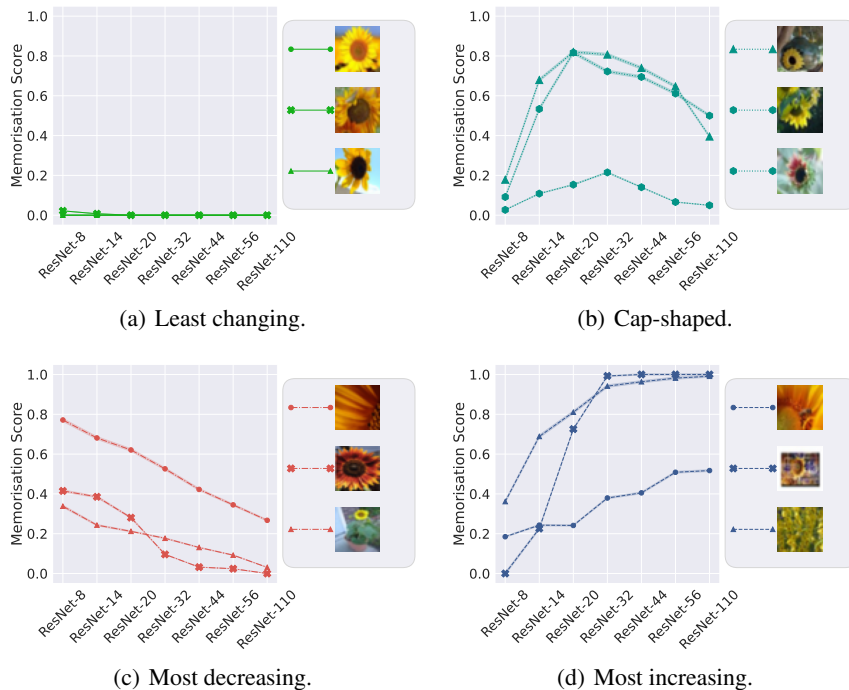 1.0
0.8
0.6
0.4
0.2
0.0
Memorisation Score
ResNet-8
ResNet-14
ResNet-20
ResNet-32
ResNet-44
ResNet-56
ResNet-110
(a) Least changing.
1.0
0.8
0.6
0.4
0.2
0.0
Memorisation Score
ResNet-8
ResNet-14
ResNet-20
ResNet-32
ResNet-44
ResNet-56
ResNet-110
(b) Cap-shaped.
1.0
0.8
0.6
0.4
0.2
0.0
Memorisation Score
ResNet-8
ResNet-14
ResNet-20
ResNet-32
ResNet-44
ResNet-56
ResNet-110
(c) Most decreasing.
1.0
0.8
0.6
0.4
0.2
0.0
Memorisation Score
ResNet-8
ResNet-14
ResNet-20
ResNet-32
ResNet-44
ResNet-56
ResNet-110
(d) Most increasing.